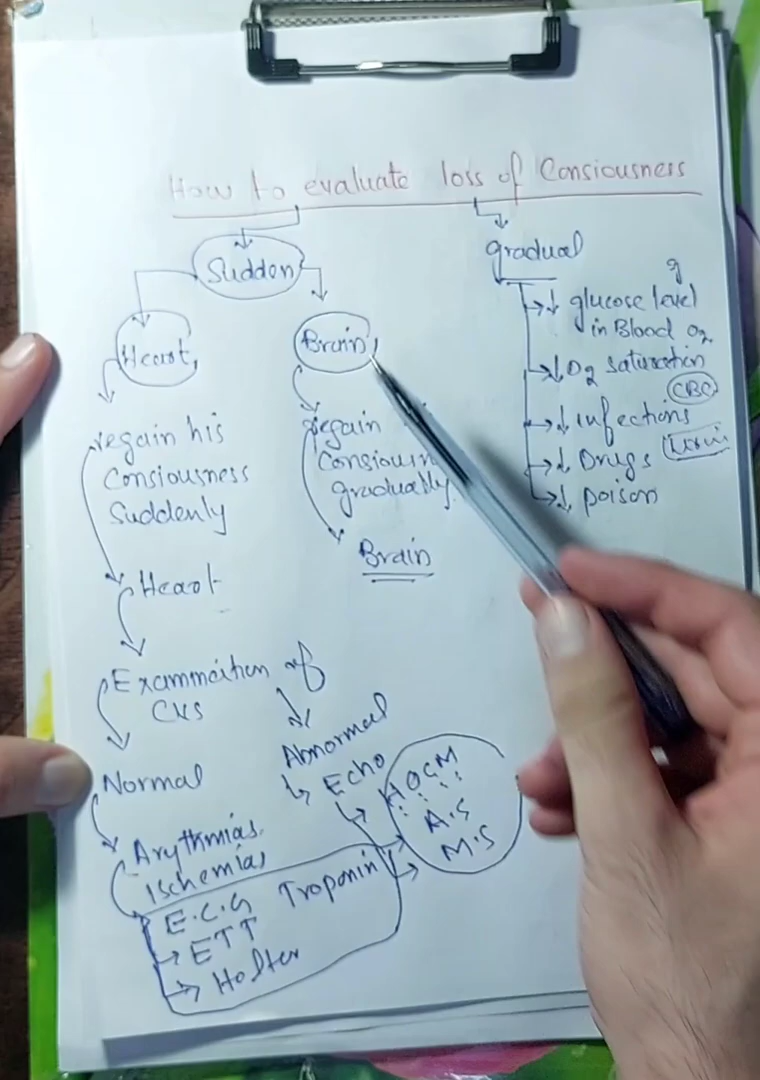 How to evaluate loss of Consiousness
Sudden
Heart,
regain his
Consiousness
Suddenly
Heart
Exammaition of
CVS
Normal
Arythmias
Ischemias
E.C.G
ETT
Holter
Troponin
Abnormal
Echo
HOCM
A.S
M.S
Brain,
regain
gradually
Brain
gradual
g
↓ glucose level
in Blood O2
↓ O2 saturation
CBC
↓ infections
↓ Drugs
↓ poison